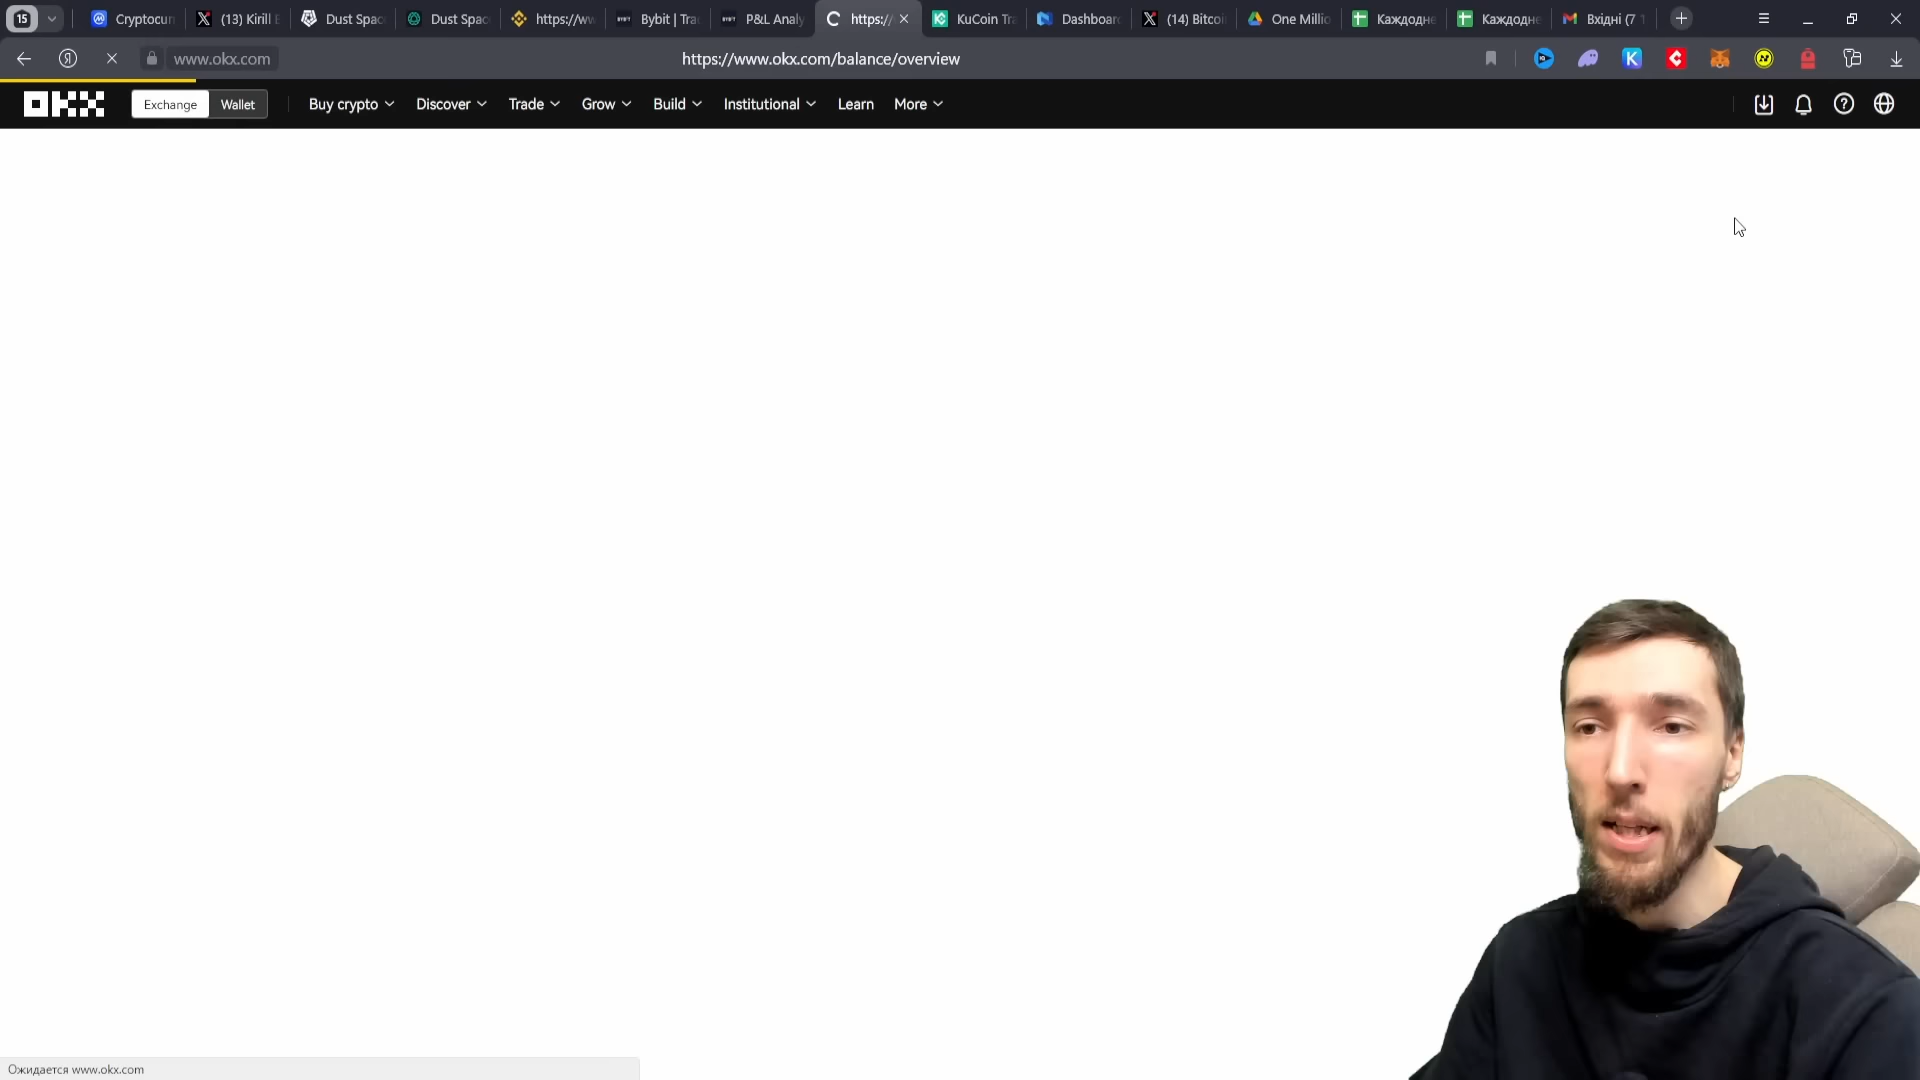 15
Cryptocur
(13) Kirill
Dust Spac
Dust Spac
https://w
Bybit | Tra
P&L Analy
https://
KuCoin Tr
Dashboar
(14) Bitcoi
One Millio
Каждодне
Каждодне
Вхідні (7
www.okx.com
https://www.okx.com/balance/overview
OKX
Exchange
Wallet
Buy crypto
Discover
Trade
Grow
Build
Institutional
Learn
More
Ожидается www.okx.com